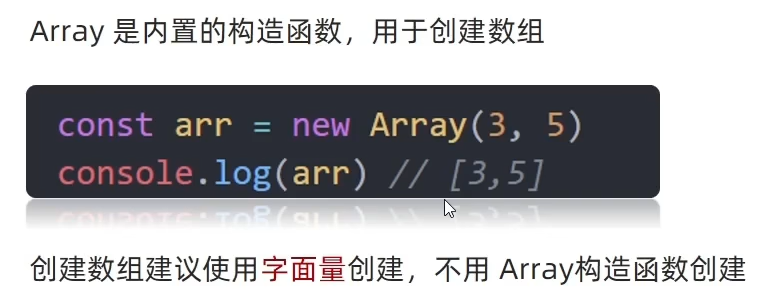 Array 是内置的构造函数，用于创建数组
const arr = new Array(3, 5)
console.log(arr) // [3,5]
创建数组建议使用字面量创建，不用 Array构造函数创建